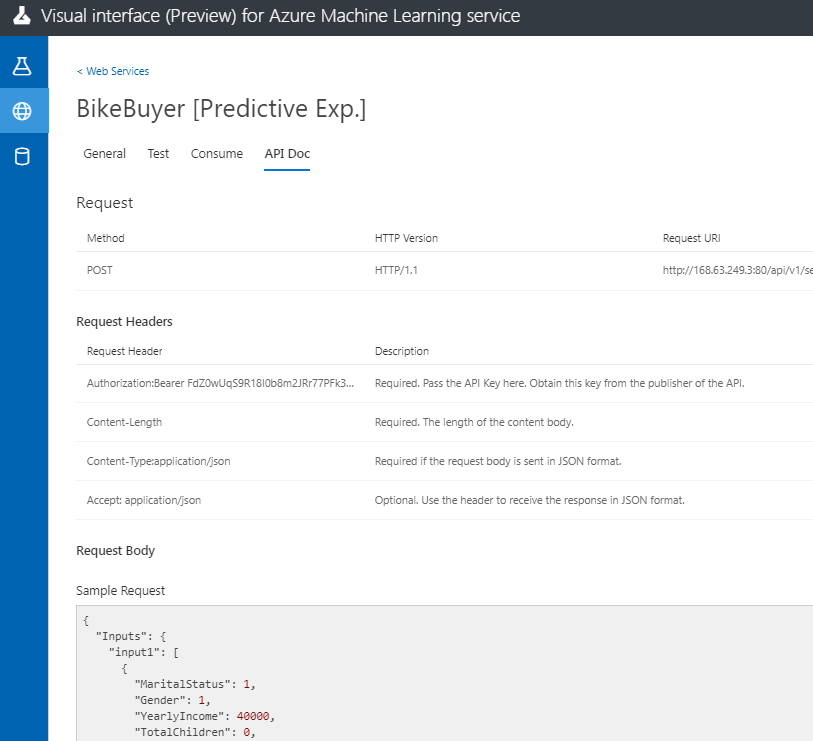 Visual interface (Preview) for Azure Machine Learning service
< Web Services
BikeBuyer [Predictive Exp.]
General Test Consume API Doc
Request
Method HTTP Version Request URI
POST HTTP/1.1 http://168.63.249.3:80/api/v1/se
Request Headers
Request Header Description
Authorization:Bearer FdZ0wUqS9R18I0b8m2JRr77PFk3... Required. Pass the API Key here. Obtain this key from the publisher of the API.
Content-Length Required. The length of the content body.
Content-Type:application/json Required if the request body is sent in JSON format.
Accept: application/json Optional. Use the header to receive the response in JSON format.
Request Body
Sample Request
{
"Inputs": {
"input1": [
{
"MaritalStatus": 1,
"Gender": 1,
"YearlyIncome": 40000,
"TotalChildren": 0,